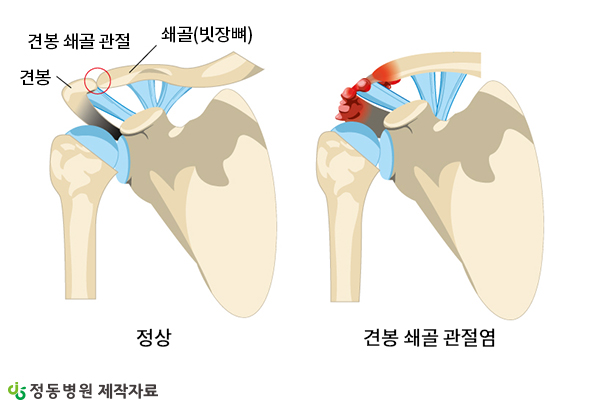 견봉 쇄골 관절
쇄골(빗장뼈)
견봉
정상
견봉 쇄골 관절염
정동병원 제작자료